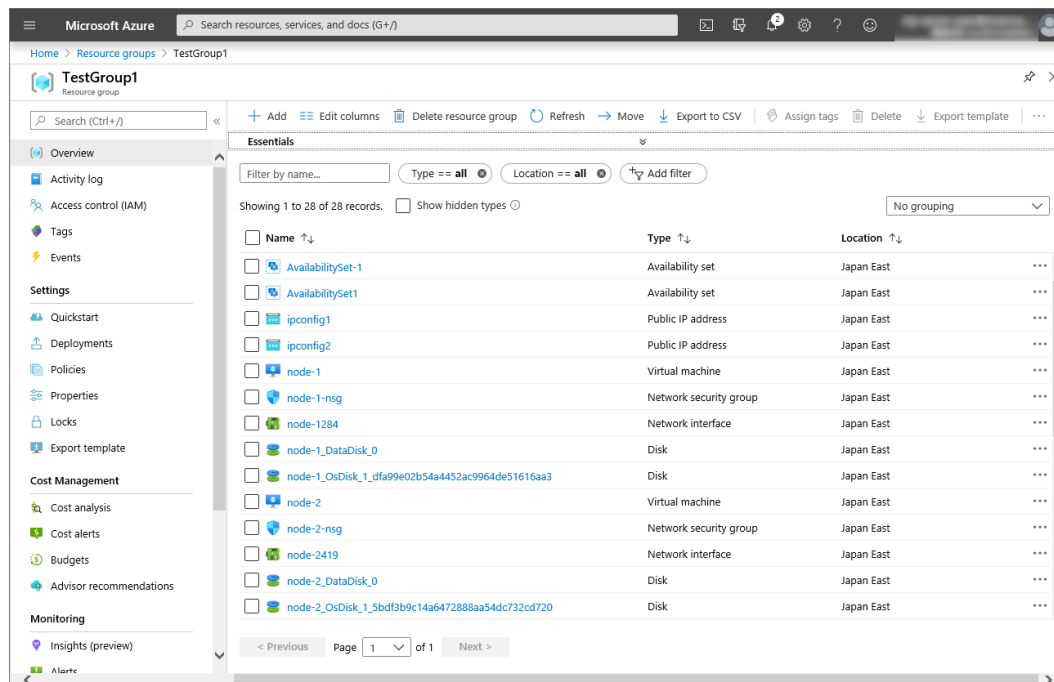 Microsoft Azure
Search resources, services, and docs (G+/)
2
Home > Resource groups > TestGroup1
TestGroup1
Resource group
Search (Ctrl+/)
Overview
Activity log
Access control (IAM)
Tags
Events
Settings
Quickstart
Deployments
Policies
Properties
Locks
Export template
Cost Management
Cost analysis
Cost alerts
Budgets
Advisor recommendations
Monitoring
Insights (preview)
Alerts
Add Edit columns Delete resource group Refresh Move Export to CSV Assign tags Delete Export template ...
Essentials
Filter by name... Type == all Location == all Add filter
Showing 1 to 28 of 28 records. Show hidden types No grouping
Name Type Location
AvailabilitySet-1 Availability set Japan East ...
AvailabilitySet1 Availability set Japan East ...
ipconfig1 Public IP address Japan East ...
ipconfig2 Public IP address Japan East ...
node-1 Virtual machine Japan East ...
node-1-nsg Network security group Japan East ...
node-1284 Network interface Japan East ...
node-1_DataDisk_0 Disk Japan East ...
node-1_OsDisk_1_dfa99e02b54a4452ac9964de51616aa3 Disk Japan East ...
node-2 Virtual machine Japan East ...
node-2-nsg Network security group Japan East ...
node-2419 Network interface Japan East ...
node-2_DataDisk_0 Disk Japan East ...
node-2_OsDisk_1_5bdf3b9c14a6472888aa54dc732cd720 Disk Japan East ...
< Previous Page 1 of 1 Next >